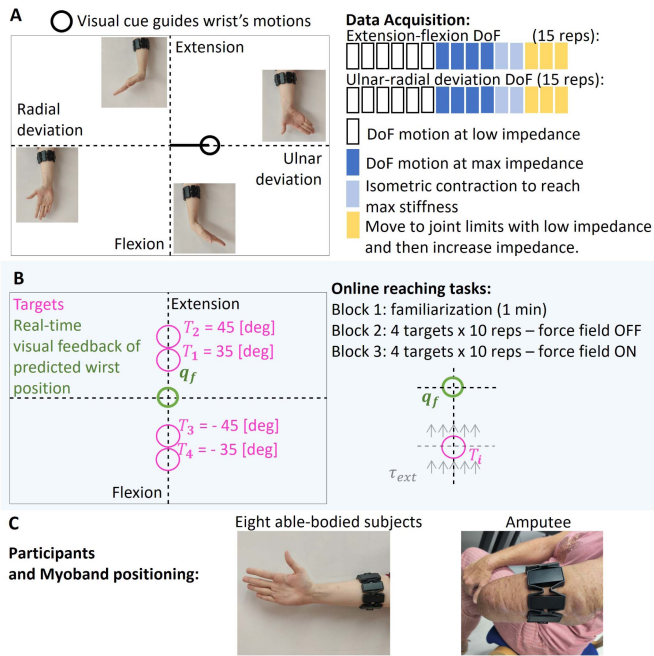 A
Visual cue guides wrist's motions
Extension
Radial
deviation
Ulnar
deviation
Flexion
Data Acquisition:
Extension-flexion DoF (15 reps):
Ulnar-radial deviation DoF (15 reps):
DoF motion at low impedance
DoF motion at max impedance
Isometric contraction to reach
max stiffness
Move to joint limits with low impedance
and then increase impedance.
B
Targets
Real-time
visual feedback of
predicted wirst
position
Extension
T₂ = 45 [deg]
T₁ = 35 [deg]
q_f
T₃ = - 45 [deg]
T₄ = - 35 [deg]
Flexion
Online reaching tasks:
Block 1: familiarization (1 min)
Block 2: 4 targets x 10 reps – force field OFF
Block 3: 4 targets x 10 reps – force field ON
q_f
T_i
τ_ext
C
Eight able-bodied subjects
Amputee
Participants
and Myoband positioning: